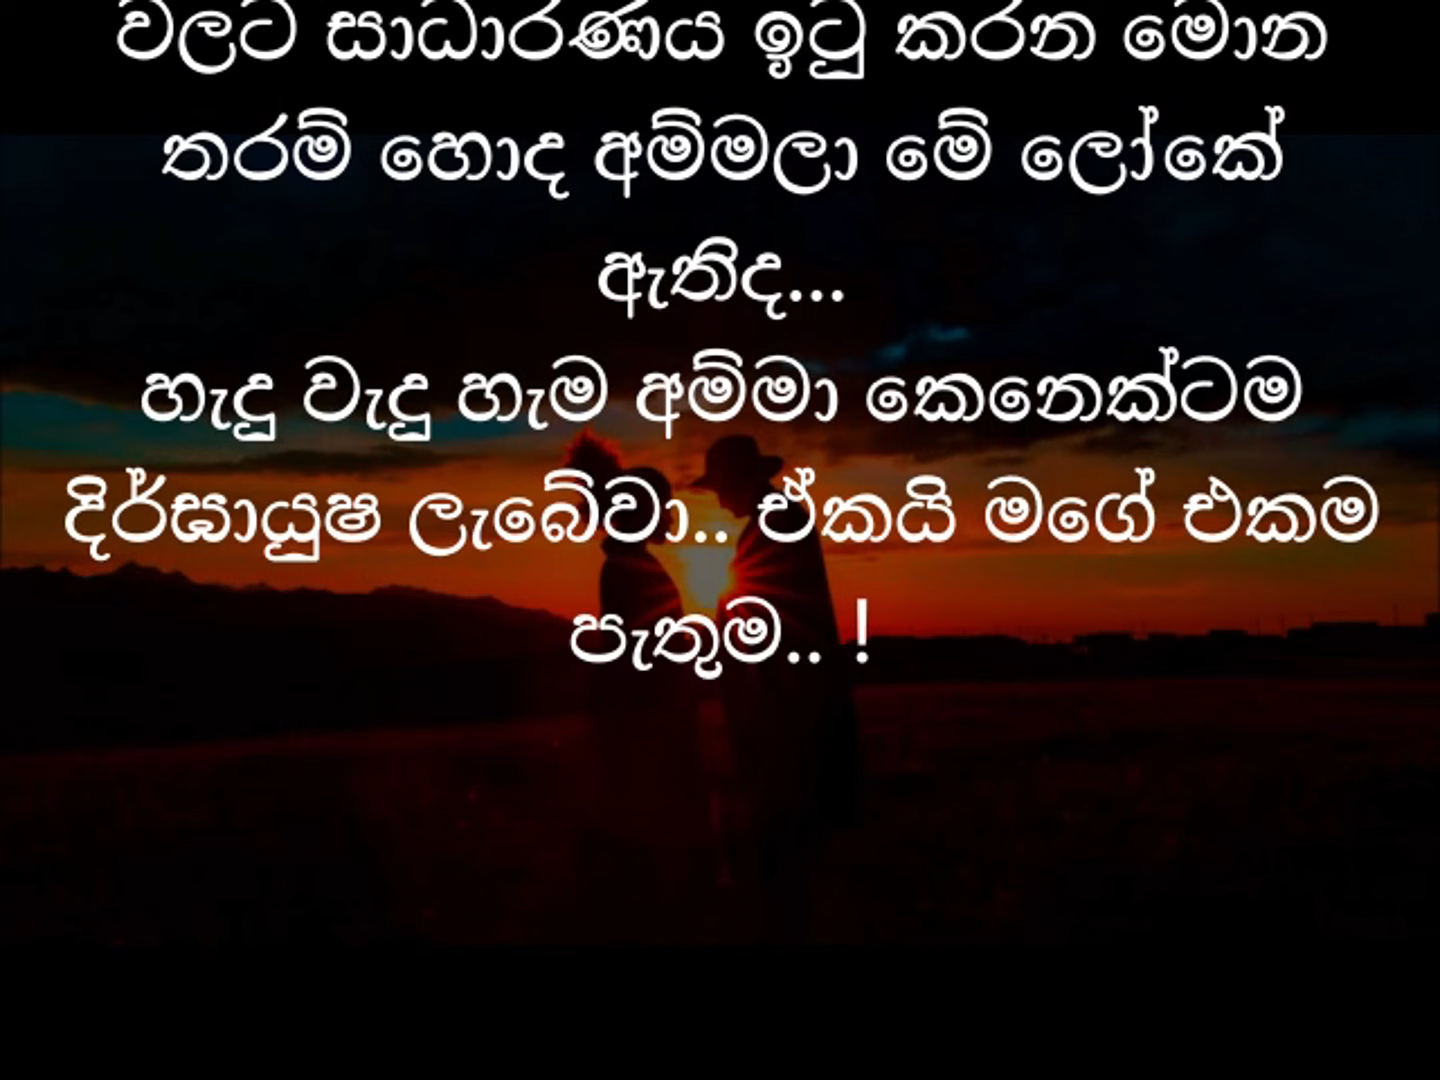 වලට සාධාරණය ඉටු කරන මොන
තරම් හොද අම්මලා මේ ලෝකේ
ඇතිද...
හැදූ වැදූ හැම අම්මා කෙනෙක්ටම
දිර්ඝායුෂ ලැබේවා.. ඒකයි මගේ එකම
පැතුම.. !